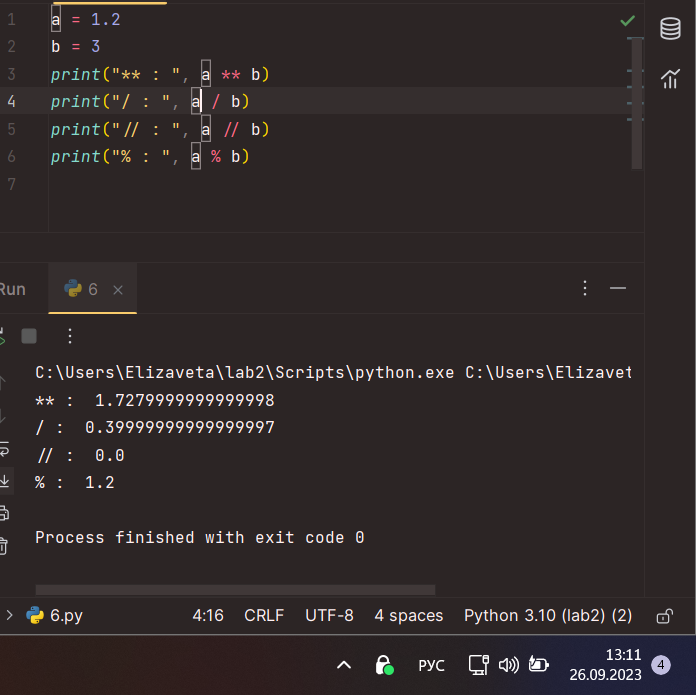 1 a = 1.2
2 b = 3
3 print("** : ", a ** b)
4 print("/ : ", a / b)
5 print("// : ", a // b)
6 print("% : ", a % b)
7
Run 6
C:\Users\Elizaveta\lab2\Scripts\python.exe C:\Users\Elizavet
** :  1.7279999999999998
/ :  0.39999999999999997
// :  0.0
% :  1.2
Process finished with exit code 0
6.py 4:16 CRLF UTF-8 4 spaces Python 3.10 (lab2) (2)
РУС 13:11
26.09.2023 4